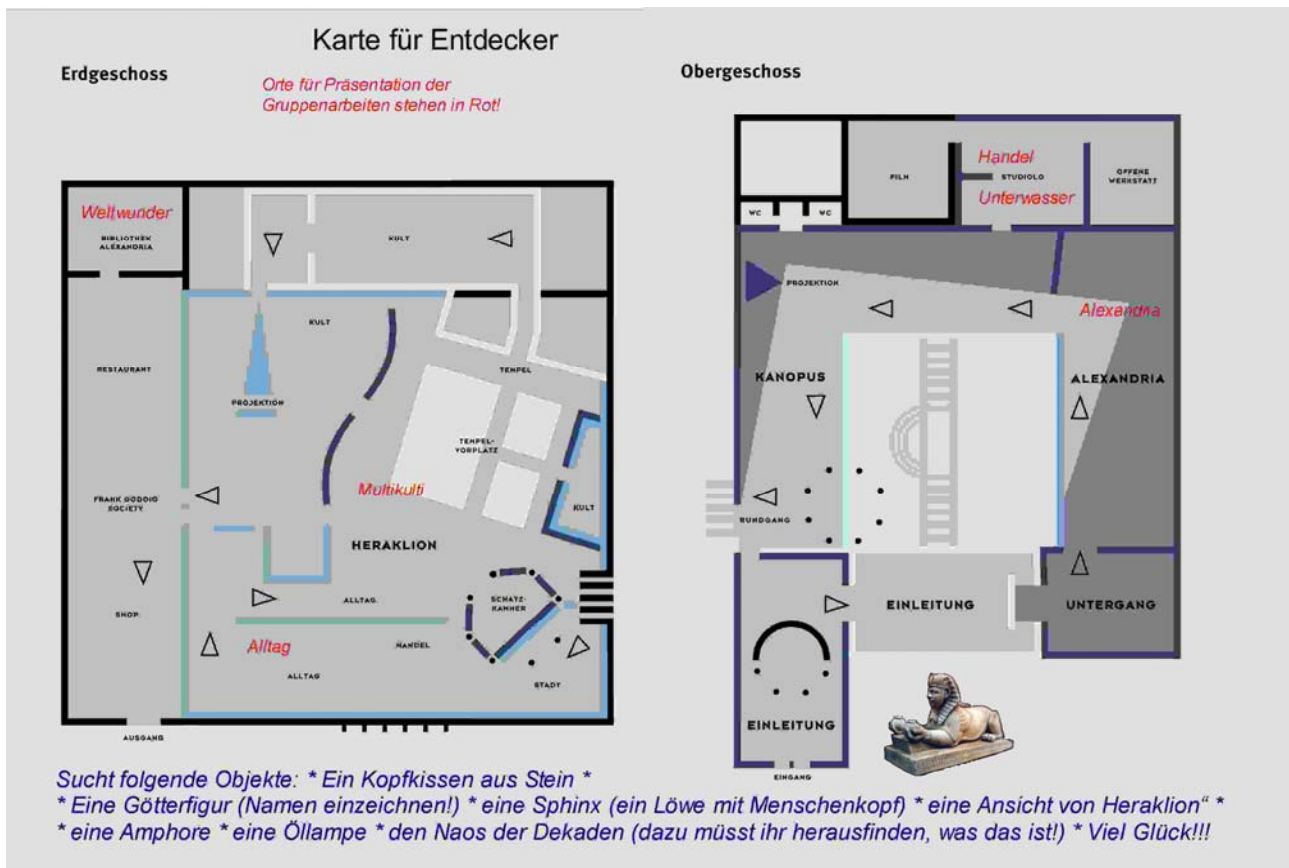 Karte für Entdecker
Erdgeschoss
Orte für Präsentation der
Gruppenarbeiten stehen in Rot!
Weltwunder
BIBLIOTHEK
ALEXANDRIA
KULT
KULT
RESTAURANT
TEMPEL
PROJEKTION
TEMPEL-
VORPLATZ
Multikulti
FRANK GODDIO
SOCIETY
KULT
HERAKLION
SCHATZ-
KAMMER
ALLTAG
SHOP
Alltag
HANDEL
ALLTAG
STADT
AUSGANG
Obergeschoss
Handel
FILM
STUDIOLO
OFFENE
WERKSTATT
Unterwasser
WC
WC
PROJEKTION
Alexandria
KANOPUS
ALEXANDRIA
RUNDGANG
EINLEITUNG
UNTERGANG
EINLEITUNG
EINGANG
Sucht folgende Objekte: * Ein Kopfkissen aus Stein *
* Eine Götterfigur (Namen einzeichnen!) * eine Sphinx (ein Löwe mit Menschenkopf) * eine Ansicht von Heraklion“ *
* eine Amphore * eine Öllampe * den Naos der Dekaden (dazu müsst ihr herausfinden, was das ist!) * Viel Glück!!!